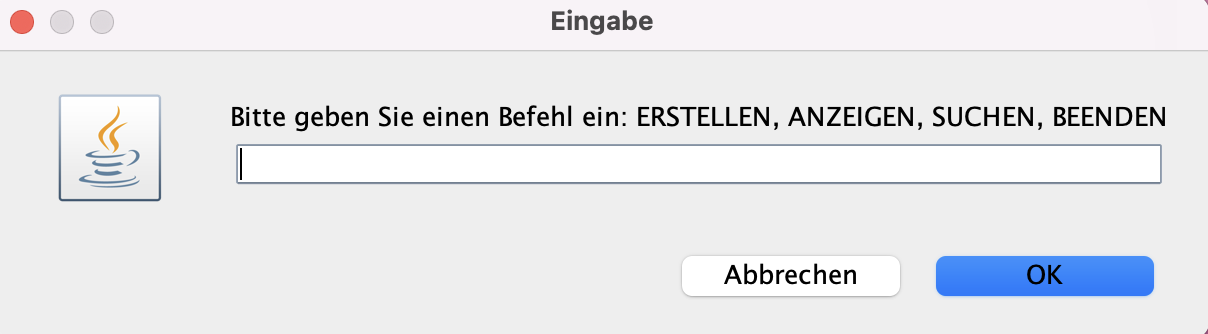 Eingabe
Bitte geben Sie einen Befehl ein: ERSTELLEN, ANZEIGEN, SUCHEN, BEENDEN
Abbrechen
OK